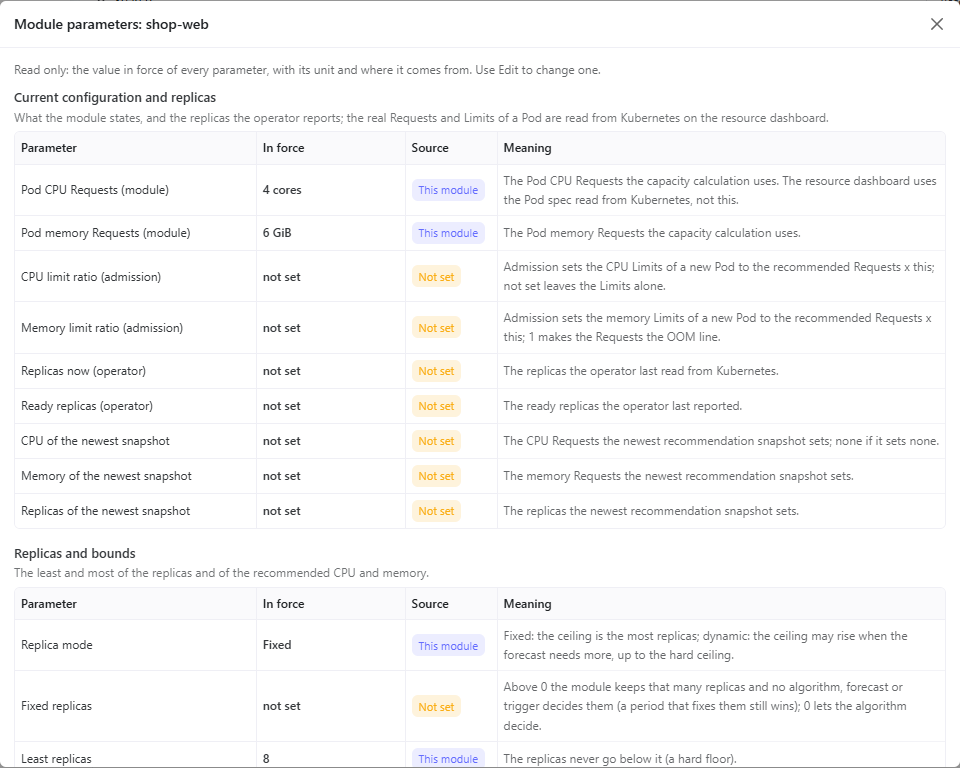 Module parameters: shop-web
Read only: the value in force of every parameter, with its unit and where it comes from. Use Edit to change one.
Current configuration and replicas
What the module states, and the replicas the operator reports; the real Requests and Limits of a Pod are read from Kubernetes on the resource dashboard.
Parameter In force Source Meaning
Pod CPU Requests (module) 4 cores This module The Pod CPU Requests the capacity calculation uses. The resource dashboard uses
the Pod spec read from Kubernetes, not this.
Pod memory Requests (module) 6 GiB This module The Pod memory Requests the capacity calculation uses.
CPU limit ratio (admission) not set Not set Admission sets the CPU Limits of a new Pod to the recommended Requests x this;
not set leaves the Limits alone.
Memory limit ratio (admission) not set Not set Admission sets the memory Limits of a new Pod to the recommended Requests x
this; 1 makes the Requests the OOM line.
Replicas now (operator) not set Not set The replicas the operator last read from Kubernetes.
Ready replicas (operator) not set Not set The ready replicas the operator last reported.
CPU of the newest snapshot not set Not set The CPU Requests the newest recommendation snapshot sets; none if it sets none.
Memory of the newest snapshot not set Not set The memory Requests the newest recommendation snapshot sets.
Replicas of the newest snapshot not set Not set The replicas the newest recommendation snapshot sets.
Replicas and bounds
The least and most of the replicas and of the recommended CPU and memory.
Parameter In force Source Meaning
Replica mode Fixed This module Fixed: the ceiling is the most replicas; dynamic: the ceiling may rise when the
forecast needs more, up to the hard ceiling.
Fixed replicas not set Not set Above 0 the module keeps that many replicas and no algorithm, forecast or
trigger decides them (a period that fixes them still wins); 0 lets the algorithm
decide.
Least replicas 8 This module The replicas never go below it (a hard floor).